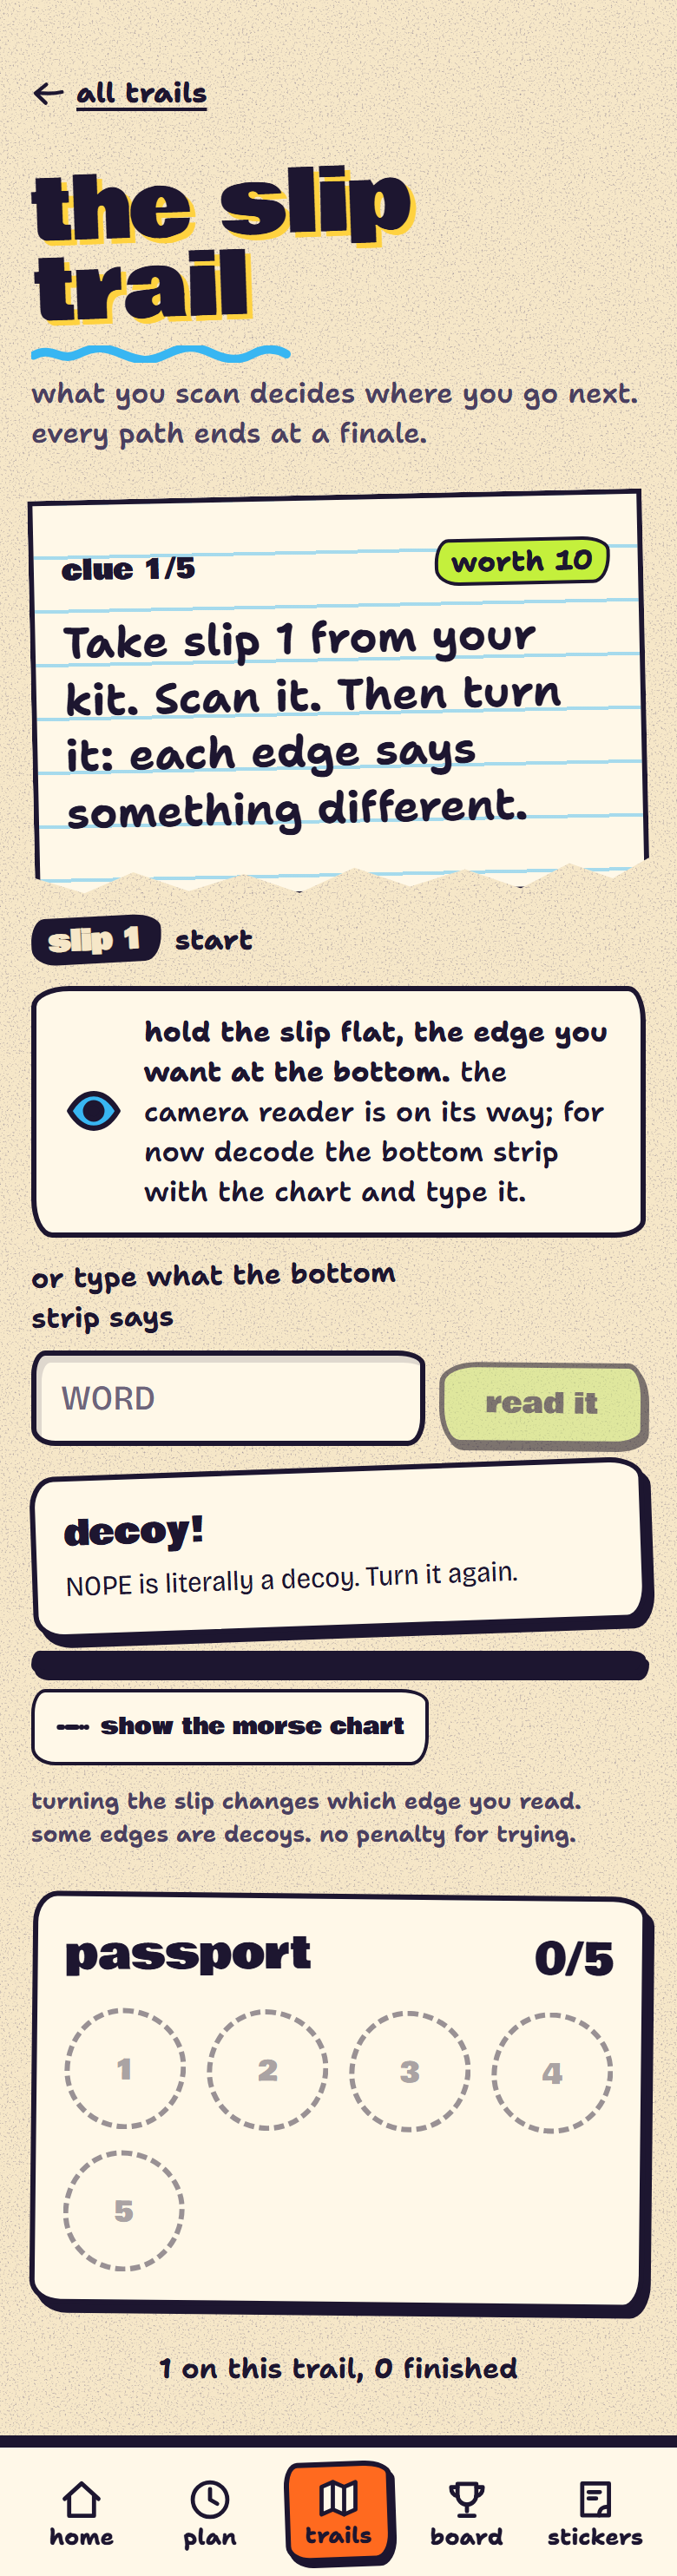 all trails
the slip
trail
what you scan decides where you go next.
every path ends at a finale.
clue 1/5
worth 10
Take slip 1 from your
kit. Scan it. Then turn
it: each edge says
something different.
slip 1 start
hold the slip flat, the edge you
want at the bottom. the
camera reader is on its way; for
now decode the bottom strip
with the chart and type it.
or type what the bottom
strip says
WORD
read it
decoy!
NOPE is literally a decoy. Turn it again.
show the morse chart
turning the slip changes which edge you read.
some edges are decoys. no penalty for trying.
passport 0/5
1 2 3 4
5
1 on this trail, 0 finished
home plan trails board stickers